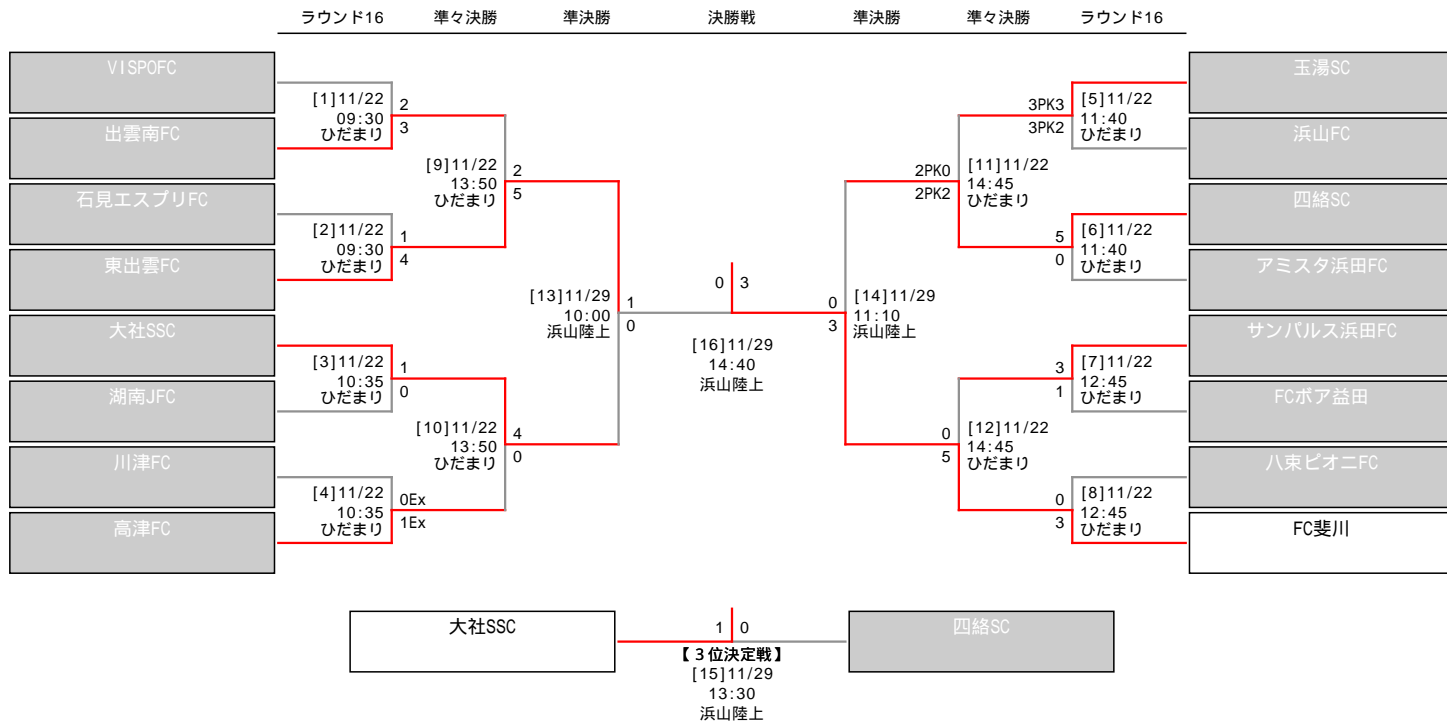 ラウンド16 準々決勝 準決勝 決勝戦 準決勝 準々決勝 ラウンド16
VISPOFC
出雲南FC
石見エスプリFC
東出雲FC
大社SSC
湖南JFC
川津FC
高津FC
[1]11/22
09:30
ひだまり
2
3
[2]11/22
09:30
ひだまり
1
4
[3]11/22
10:35
ひだまり
1
0
[4]11/22
10:35
ひだまり
0Ex
1Ex
[9]11/22
13:50
ひだまり
2
5
[10]11/22
13:50
ひだまり
4
0
[13]11/29
10:00
浜山陸上
1
0
0 3
[16]11/29
14:40
浜山陸上
0
3
[14]11/29
11:10
浜山陸上
2PK0
2PK2
[11]11/22
14:45
ひだまり
0
5
[12]11/22
14:45
ひだまり
3PK3
3PK2
[5]11/22
11:40
ひだまり
5
0
[6]11/22
11:40
ひだまり
3
1
[7]11/22
12:45
ひだまり
0
3
[8]11/22
12:45
ひだまり
玉湯SC
浜山FC
四絡SC
アミスタ浜田FC
サンパルス浜田FC
FCボア益田
八束ピオニFC
FC斐川
大社SSC
1 0
四絡SC
【３位決定戦】
[15]11/29
13:30
浜山陸上